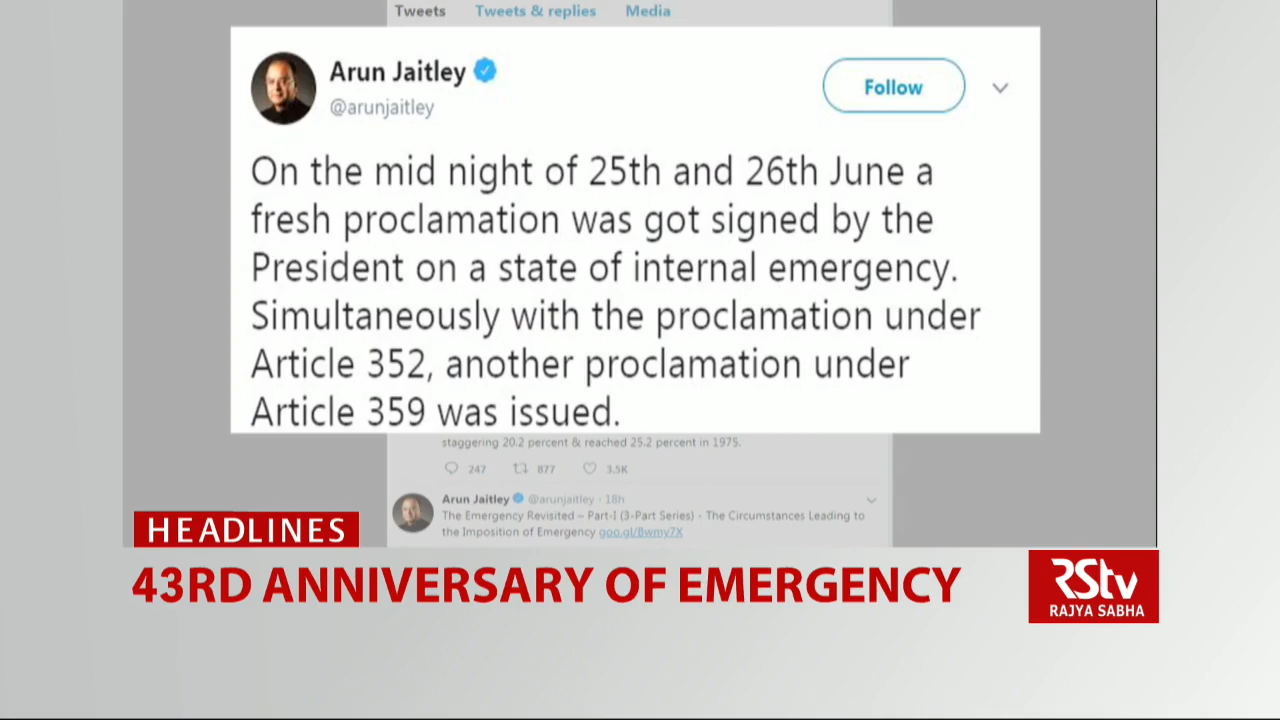 Tweets Tweets & replies Media
Arun Jaitley
@arunjaitley
Follow
On the mid night of 25th and 26th June a
fresh proclamation was got signed by the
President on a state of internal emergency.
Simultaneously with the proclamation under
Article 352, another proclamation under
Article 359 was issued.
staggering 20.2 percent & reached 25.2 percent in 1975.
247 877 3.5K
Arun Jaitley @arunjaitley · 18h
The Emergency Revisited – Part-I (3-Part Series) - The Circumstances Leading to
the Imposition of Emergency goo.gl/Bwmy7X
HEADLINES
43RD ANNIVERSARY OF EMERGENCY
RStv
RAJYA SABHA